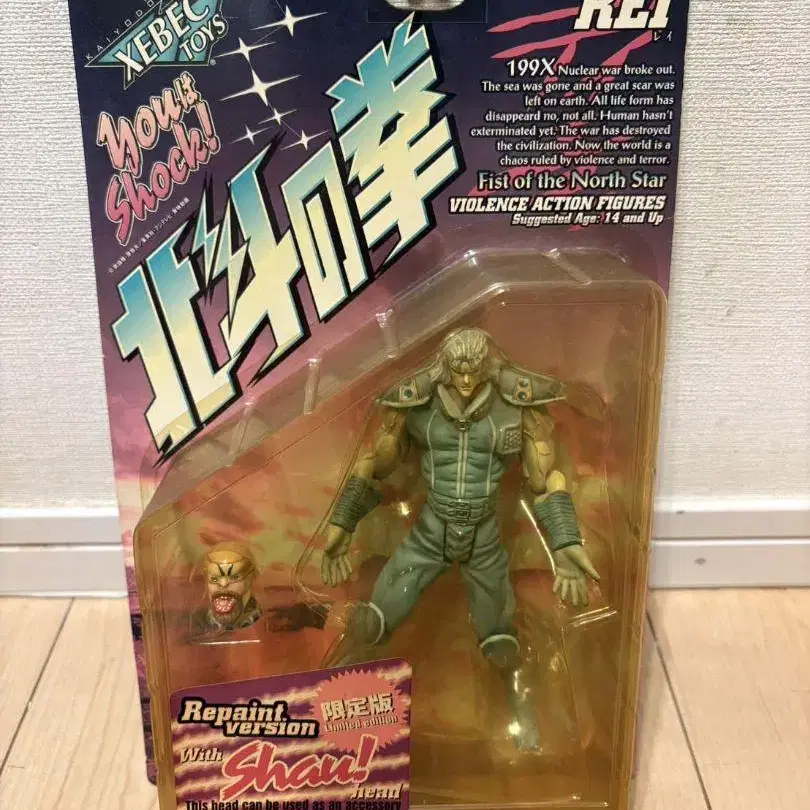 KAIYODO
XEBEC
TOYS
REI
レイ
Youは
Shock!
北斗の拳
199X Nuclear war broke out.
The sea was gone and a great scar was
left on earth. All life form has
disappeard no, not all. Human hasn't
exterminated yet. The war has destroyed
the civilization. Now the world is a
chaos ruled by violence and terror.
Fist of the North Star
VIOLENCE ACTION FIGURES
Suggested Age: 14 and Up
Repaint
version
限定版
Limited edition
With
Shau!
head
This head can be used as an accessory